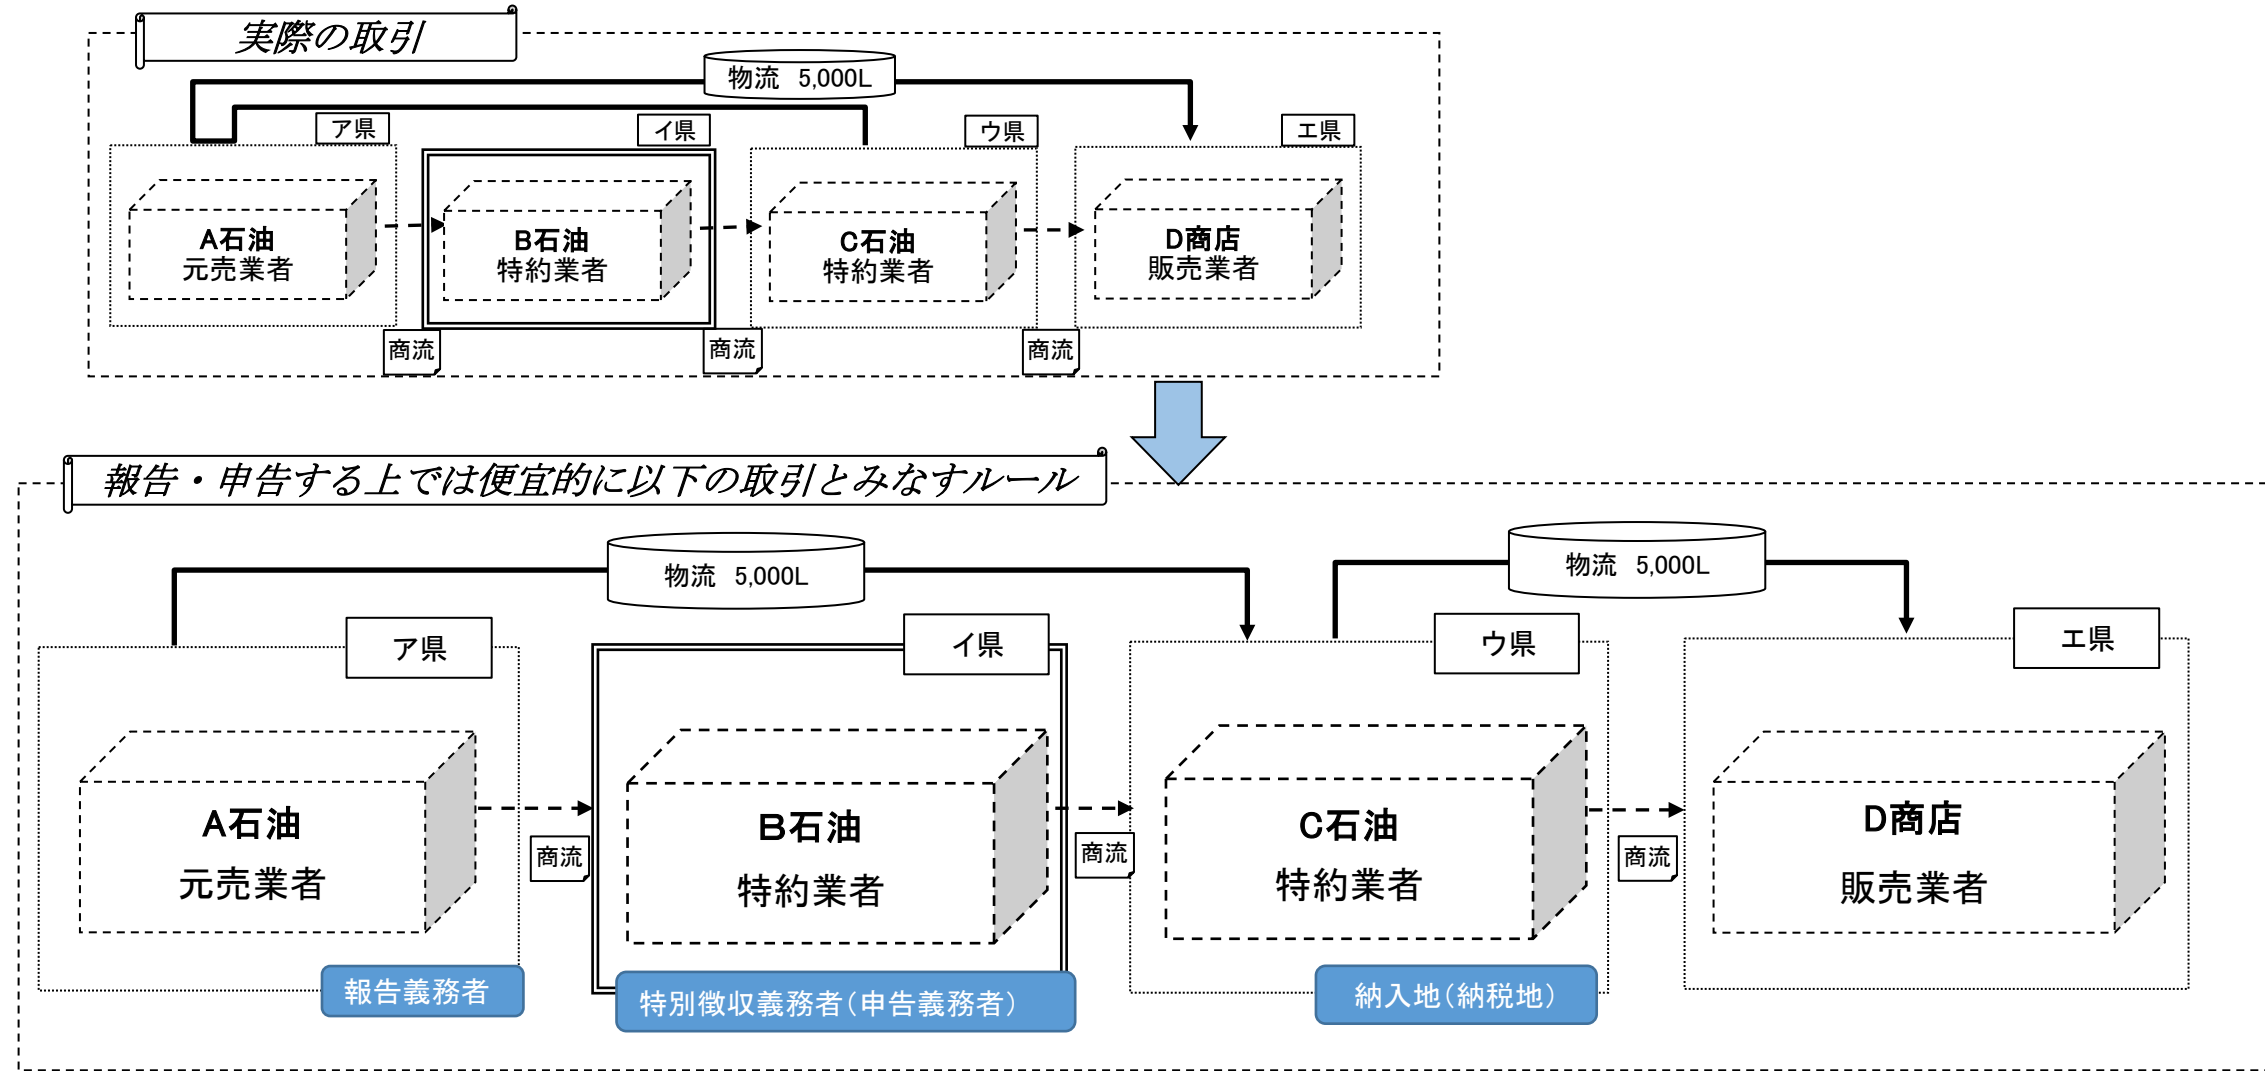 実際の取引
物流 5,000L
ア県
イ県
ウ県
エ県
A石油
元売業者
B石油
特約業者
C石油
特約業者
D商店
販売業者
商流
商流
商流
報告・申告する上では便宜的に以下の取引とみなすルール
物流 5,000L
物流 5,000L
ア県
イ県
ウ県
エ県
A石油
元売業者
B石油
特約業者
C石油
特約業者
D商店
販売業者
商流
商流
商流
報告義務者
特別徴収義務者（申告義務者）
納入地（納税地）